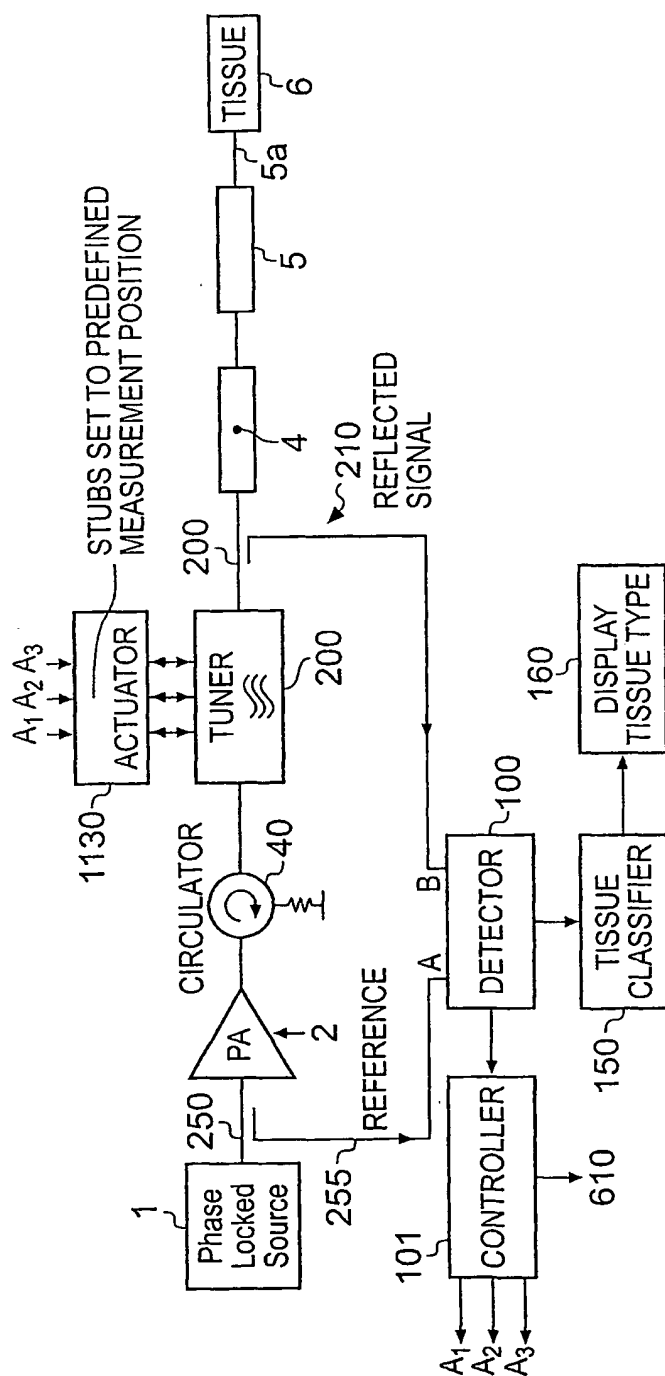 1
Phase
Locked
Source
250
255
REFERENCE
PA
2
CIRCULATOR
40
A1 A2 A3
ACTUATOR
1130
STUBS SET TO PREDEFINED
MEASUREMENT POSITION
TUNER
200
200
4
5
5a
TISSUE
6
210
REFLECTED
SIGNAL
A
B
DETECTOR
100
CONTROLLER
101
A1
A2
A3
610
TISSUE
CLASSIFIER
150
DISPLAY
TISSUE TYPE
160